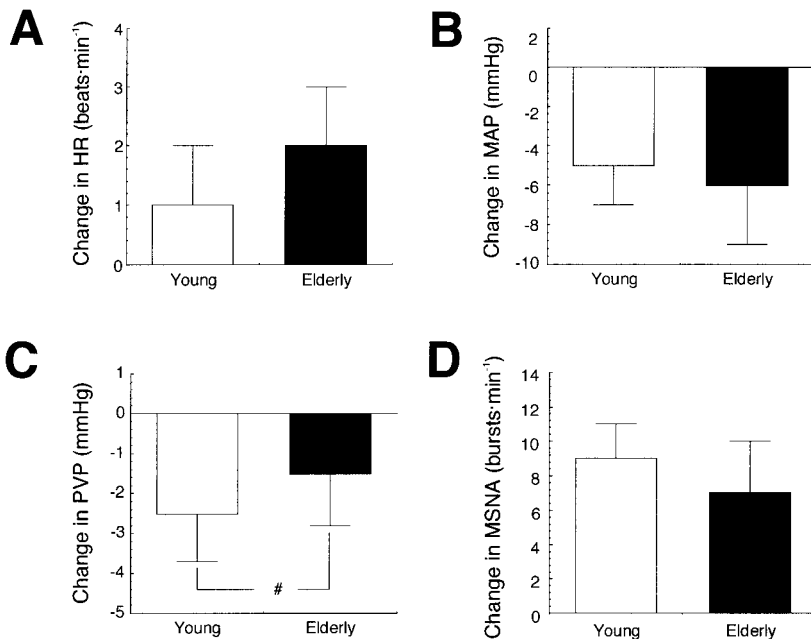 A
Change in HR (beats·min⁻¹)
4
3
2
1
0
Young
Elderly
B
Change in MAP (mmHg)
2
0
-2
-4
-6
-8
-10
Young
Elderly
C
Change in PVP (mmHg)
1
0
-1
-2
-3
-4
-5
#
Young
Elderly
D
Change in MSNA (bursts·min⁻¹)
14
12
10
8
6
4
2
0
Young
Elderly